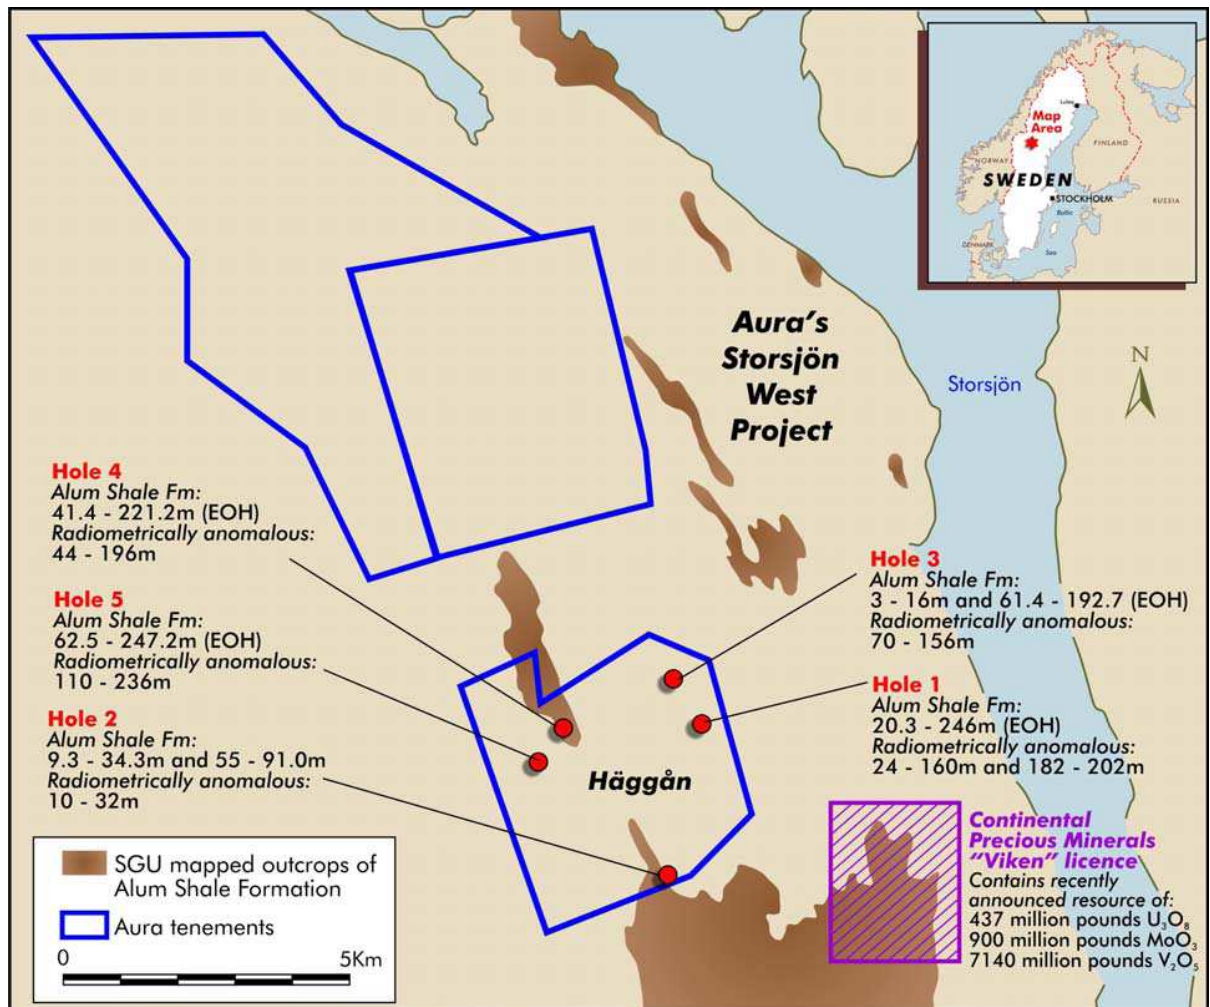 Luleå
Map
Area
NORWAY
FINLAND
SWEDEN
STOCKHOLM
RUSSIA
Baltic
DENMARK
Sea
Aura's
Storsjön
West
Project
N
Storsjön
Hole 4
Alum Shale Fm:
41.4 - 221.2m (EOH)
Radiometrically anomalous:
44 - 196m
Hole 5
Alum Shale Fm:
62.5 - 247.2m (EOH)
Radiometrically anomalous:
110 - 236m
Hole 2
Alum Shale Fm:
9.3 - 34.3m and 55 - 91.0m
Radiometrically anomalous:
10 - 32m
Hole 3
Alum Shale Fm:
3 - 16m and 61.4 - 192.7 (EOH)
Radiometrically anomalous:
70 - 156m
Hole 1
Alum Shale Fm:
20.3 - 246m (EOH)
Radiometrically anomalous:
24 - 160m and 182 - 202m
Häggån
Continental
Precious Minerals
“Viken” licence
Contains recently
announced resource of:
437 million pounds U₃O₈
900 million pounds MoO₃
7140 million pounds V₂O₅
SGU mapped outcrops of
Alum Shale Formation
Aura tenements
0 5Km